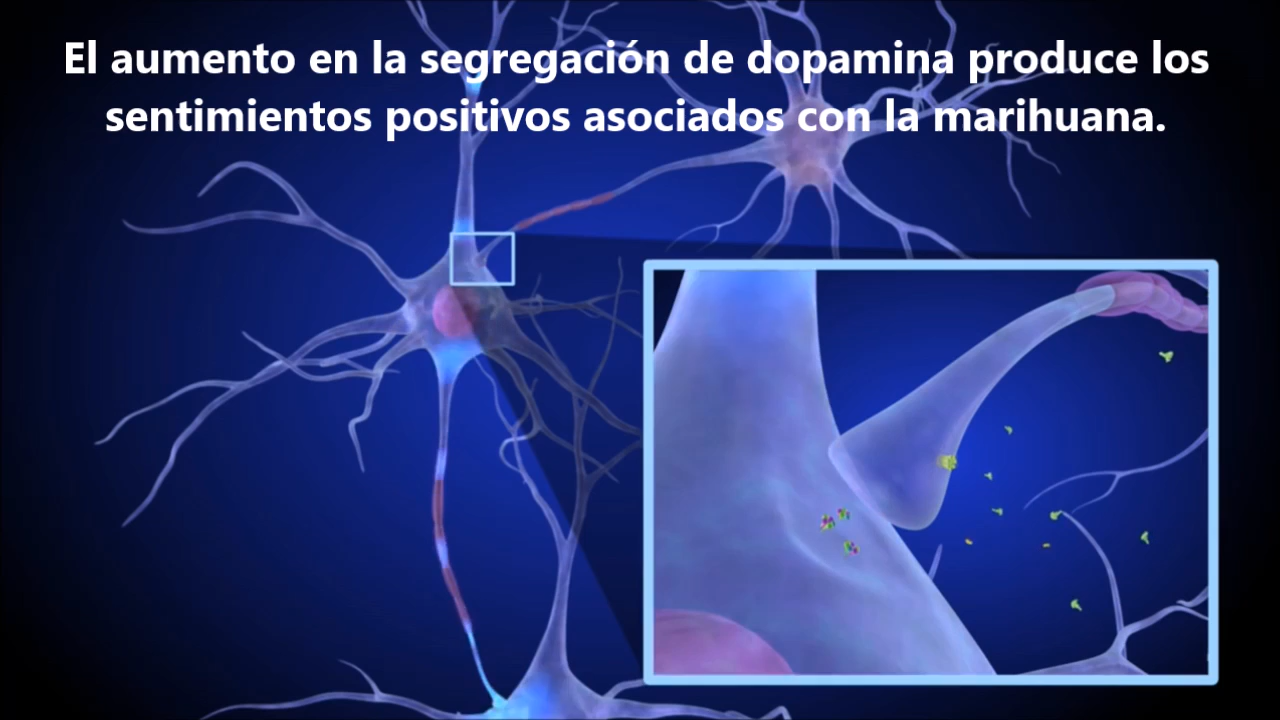 El aumento en la segregación de dopamina produce los
sentimientos positivos asociados con la marihuana.